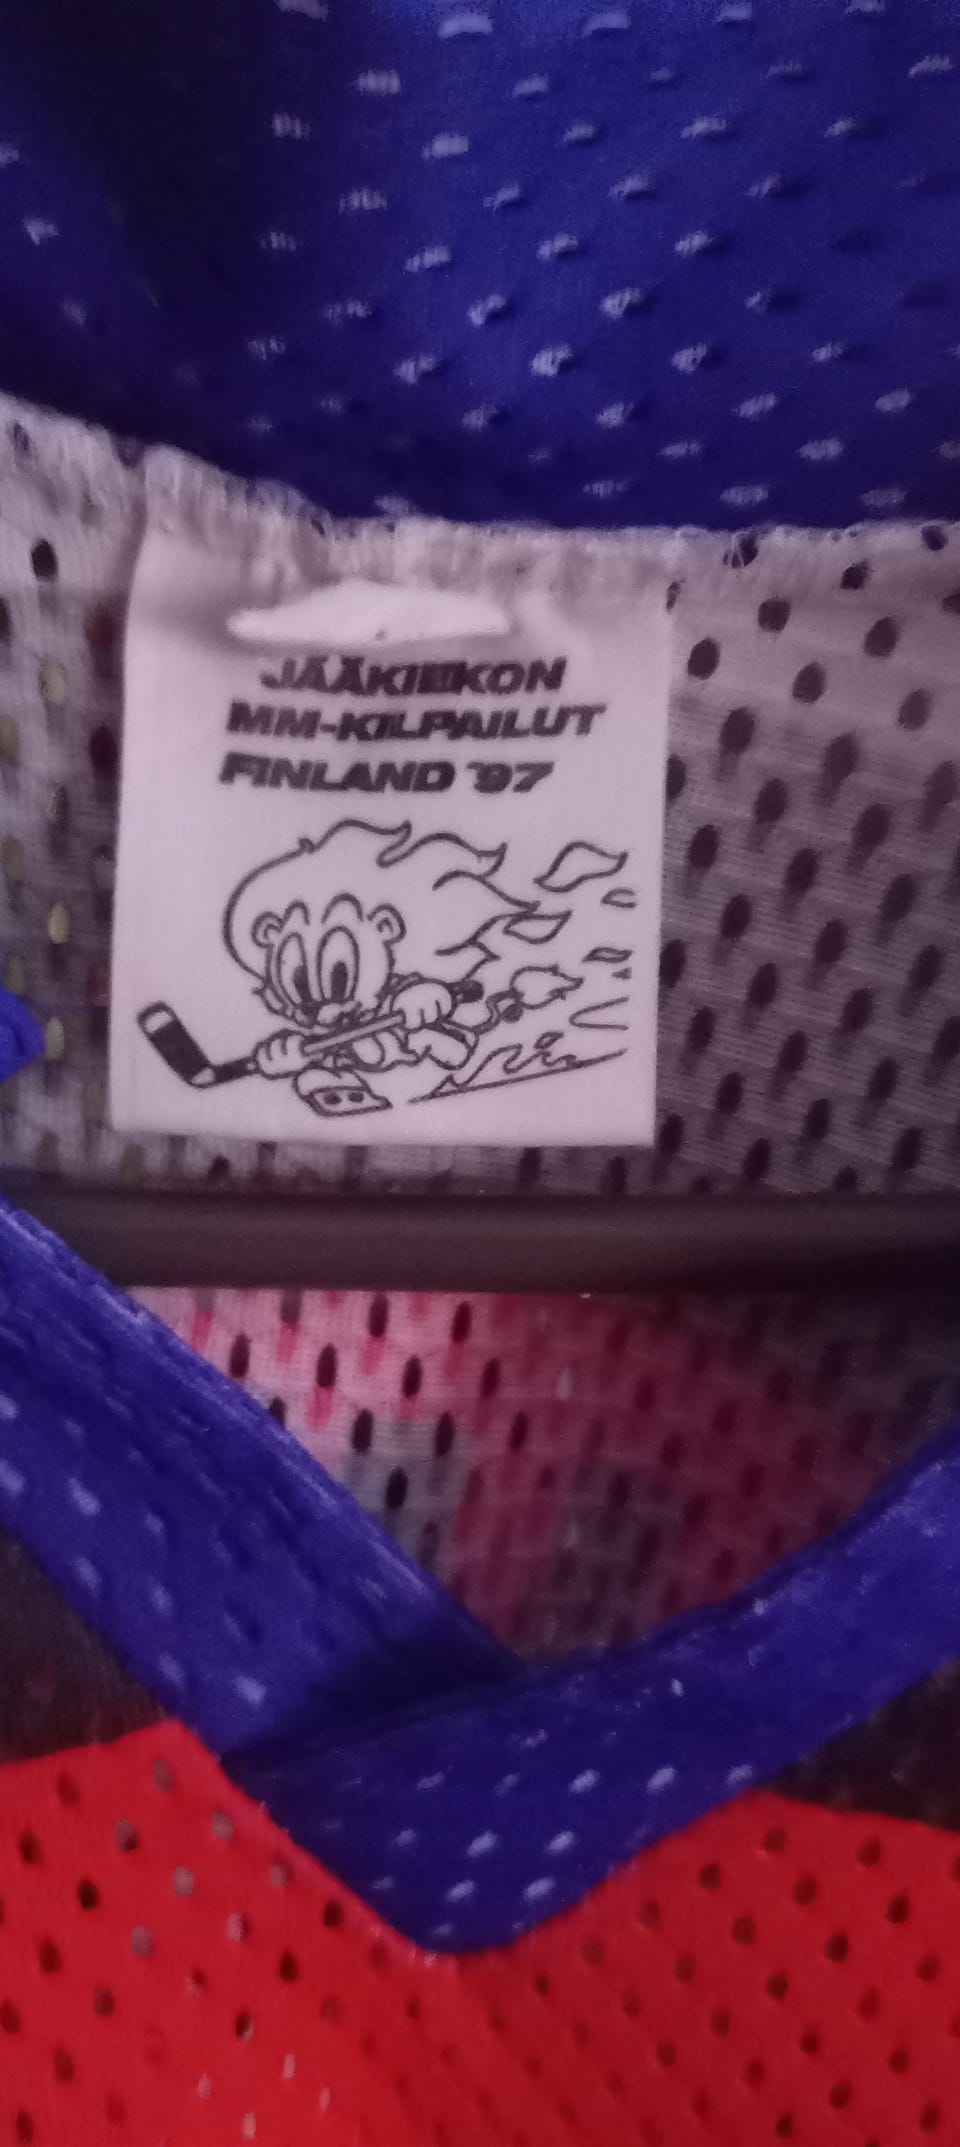 JÄÄKIEKON
MM-KILPAILUT
FINLAND '97